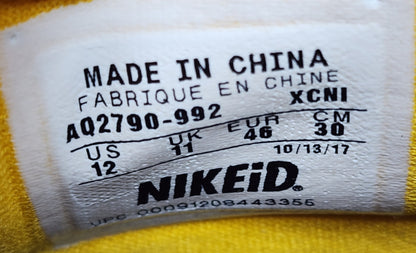 MADE IN CHINA
FABRIQUE EN CHINE
AQ2790-992 XCNI
US UK EUR CM
12 11 46 30
10/13/17
NIKEiD.
UPC 00091209443355